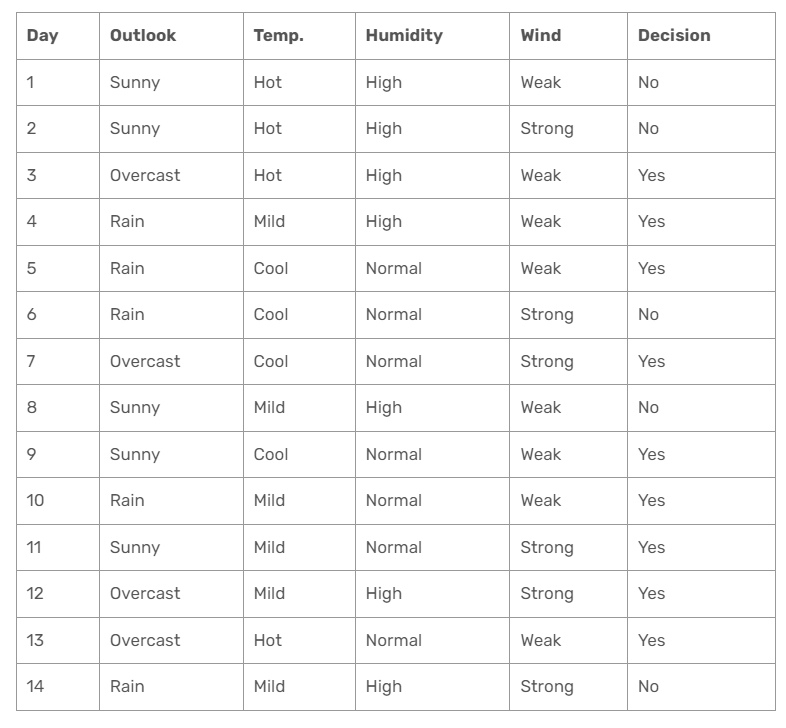 Day Outlook Temp. Humidity Wind Decision
1 Sunny Hot High Weak No
2 Sunny Hot High Strong No
3 Overcast Hot High Weak Yes
4 Rain Mild High Weak Yes
5 Rain Cool Normal Weak Yes
6 Rain Cool Normal Strong No
7 Overcast Cool Normal Strong Yes
8 Sunny Mild High Weak No
9 Sunny Cool Normal Weak Yes
10 Rain Mild Normal Weak Yes
11 Sunny Mild Normal Strong Yes
12 Overcast Mild High Strong Yes
13 Overcast Hot Normal Weak Yes
14 Rain Mild High Strong No